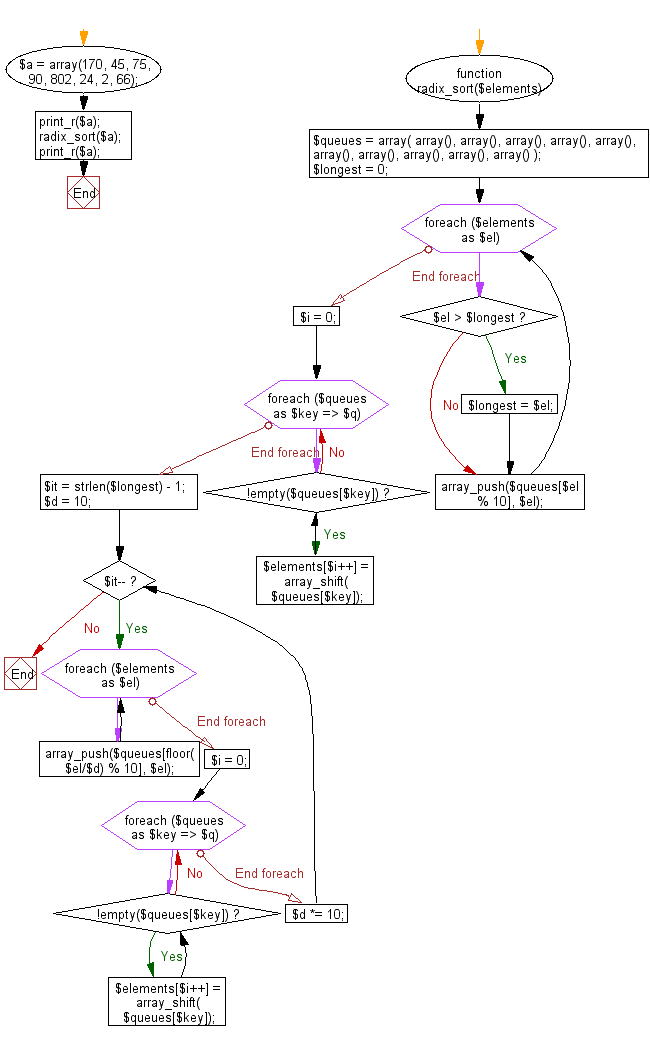 $a = array(170, 45, 75,
90, 802, 24, 2, 66);
print_r($a);
radix_sort($a);
print_r($a);
End
function
radix_sort($elements)
$queues = array( array(), array(), array(), array(), array(),
array(), array(), array(), array(), array() );
$longest = 0;
foreach ($elements
as $el)
End foreach
$i = 0;
$el > $longest ?
Yes
No
$longest = $el;
array_push($queues[$el
% 10], $el);
foreach ($queues
as $key => $q)
End foreach
No
$it = strlen($longest) - 1;
$d = 10;
!empty($queues[$key]) ?
Yes
$elements[$i++] =
array_shift(
$queues[$key]);
$it-- ?
No
Yes
End
foreach ($elements
as $el)
End foreach
array_push($queues[floor(
$el/$d) % 10], $el);
$i = 0;
foreach ($queues
as $key => $q)
No
End foreach
!empty($queues[$key]) ?
$d *= 10;
Yes
$elements[$i++] =
array_shift(
$queues[$key]);